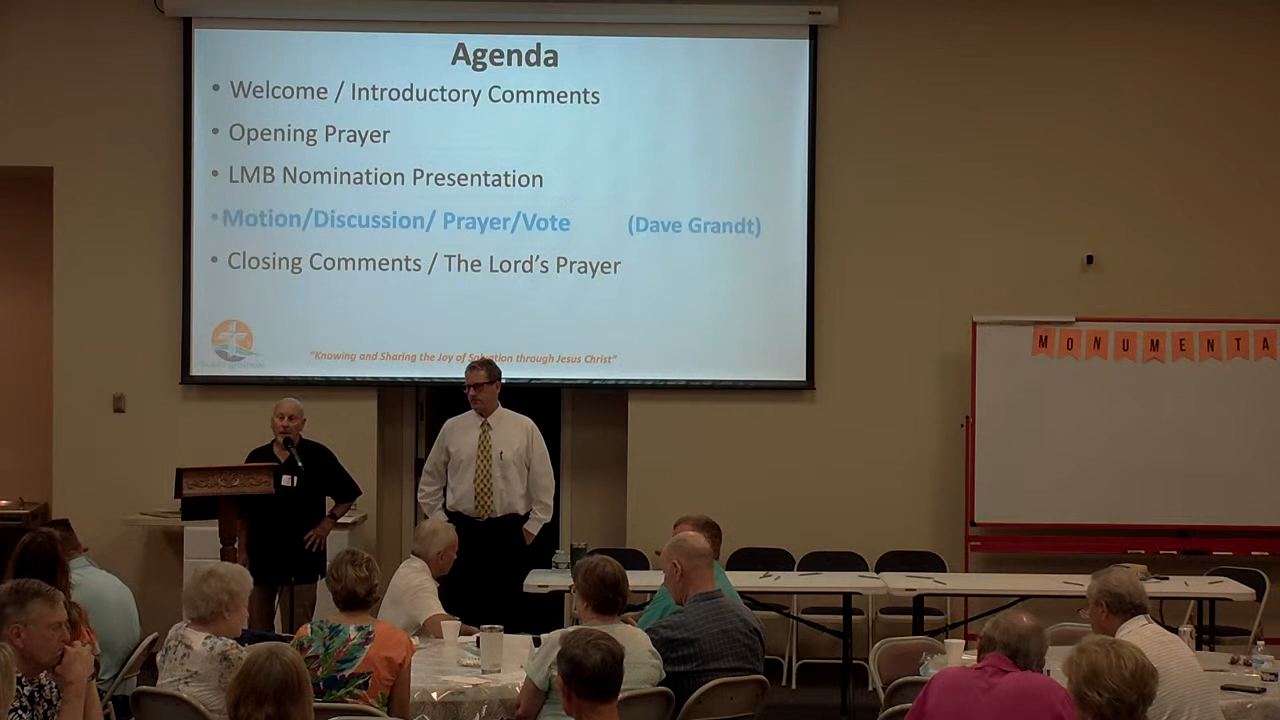 Agenda
• Welcome / Introductory Comments
• Opening Prayer
• LMB Nomination Presentation
• Motion/Discussion/ Prayer/Vote (Dave Grandt)
• Closing Comments / The Lord's Prayer
"Knowing and Sharing the Joy of Salvation through Jesus Christ"
MONUMENTA